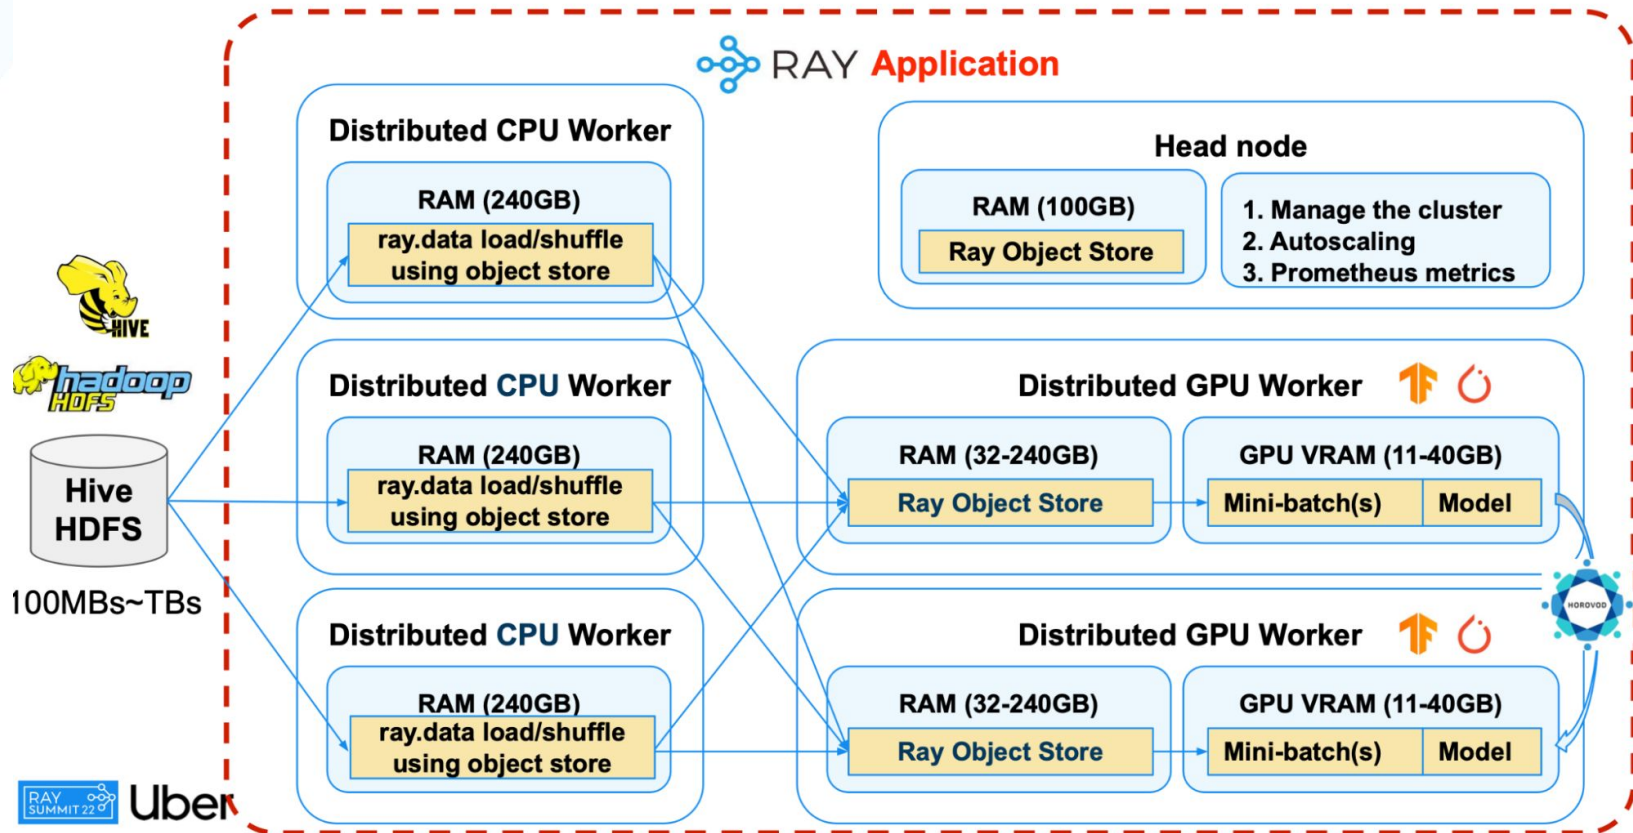 RAY Application
Distributed CPU Worker
RAM (240GB)
ray.data load/shuffle
using object store
Head node
RAM (100GB)
Ray Object Store
1. Manage the cluster
2. Autoscaling
3. Prometheus metrics
HIVE
hadoop
HDFS
Hive
HDFS
100MBs~TBs
Distributed CPU Worker
RAM (240GB)
ray.data load/shuffle
using object store
Distributed GPU Worker
RAM (32-240GB)
Ray Object Store
GPU VRAM (11-40GB)
Mini-batch(s)
Model
HOROVOD
Distributed CPU Worker
RAM (240GB)
ray.data load/shuffle
using object store
Distributed GPU Worker
RAM (32-240GB)
Ray Object Store
GPU VRAM (11-40GB)
Mini-batch(s)
Model
RAY
SUMMIT 22
Uber